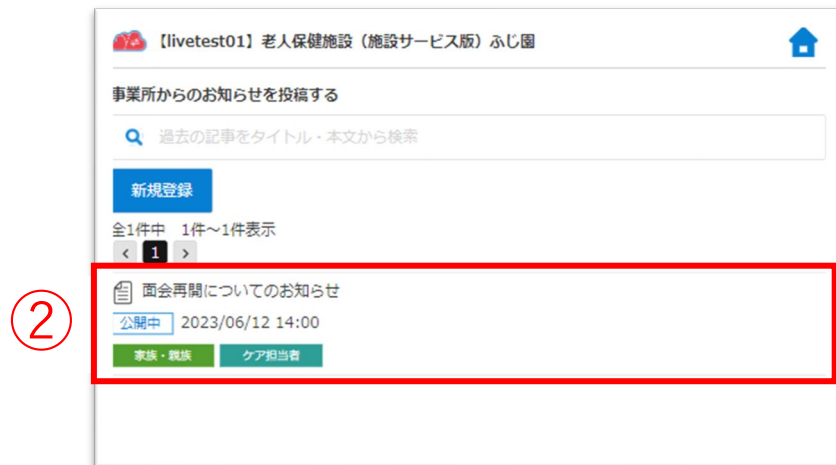 【livetest01】老人保健施設（施設サービス版）ふじ園
事業所からのお知らせを投稿する
過去の記事をタイトル・本文から検索
新規登録
全1件中　1件～1件表示
< 1 >
面会再開についてのお知らせ
公開中 2023/06/12 14:00
家族・親族 ケア担当者
②